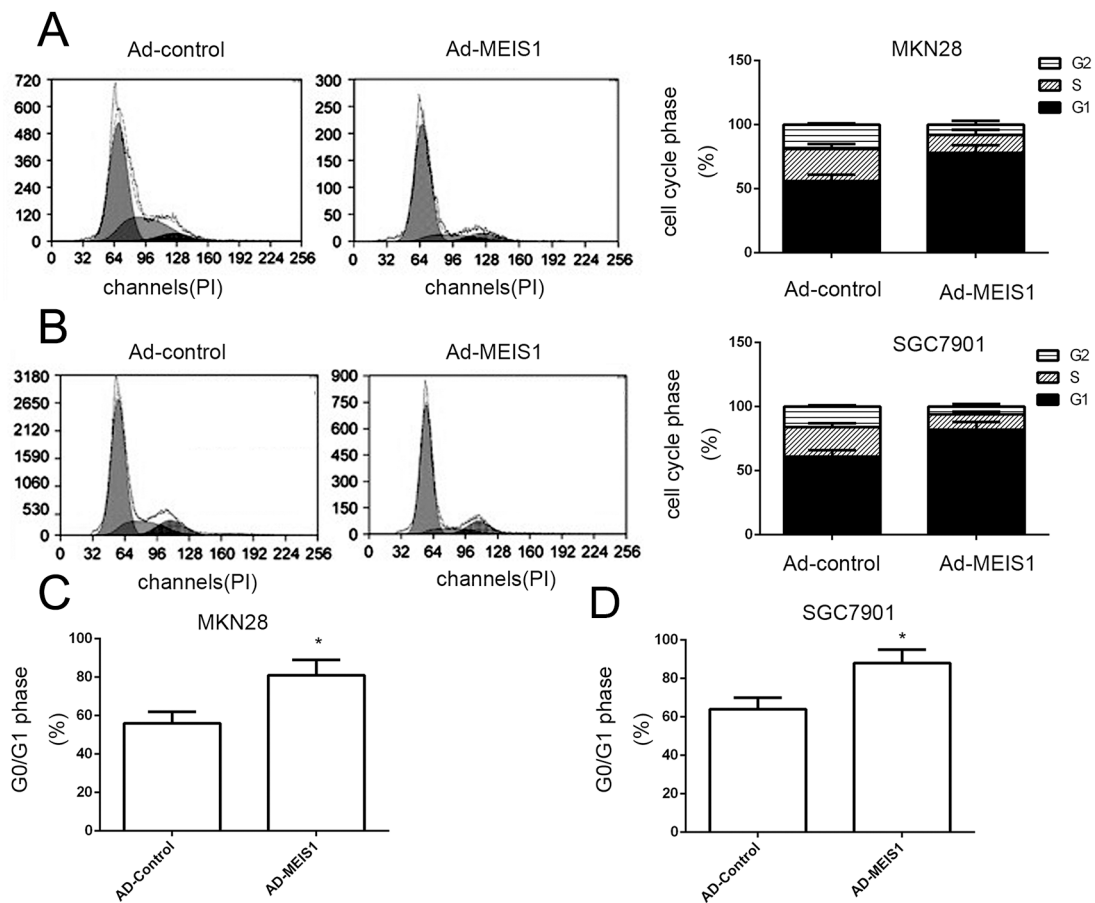 A
Ad-control
Ad-MEIS1
720
600
480
360
240
120
0
0 32 64 96 128 160 192 224 256
channels(PI)
300
250
200
150
100
50
0
0 32 64 96 128 160 192 224 256
channels(PI)
MKN28
G2
S
G1
cell cycle phase
(%)
150
100
50
0
Ad-control
Ad-MEIS1
B
Ad-control
Ad-MEIS1
3180
2650
2120
1590
1060
530
0
0 32 64 96 128 160 192 224 256
channels(PI)
900
750
600
450
300
150
0
0 32 64 96 128 160 192 224 256
channels(PI)
SGC7901
G2
S
G1
cell cycle phase
(%)
150
100
50
0
Ad-control
Ad-MEIS1
C
MKN28
G0/G1 phase
(%)
100
80
60
40
20
0
*
AD-Control
AD-MEIS1
D
SGC7901
G0/G1 phase
(%)
100
80
60
40
20
0
*
AD-Control
AD-MEIS1